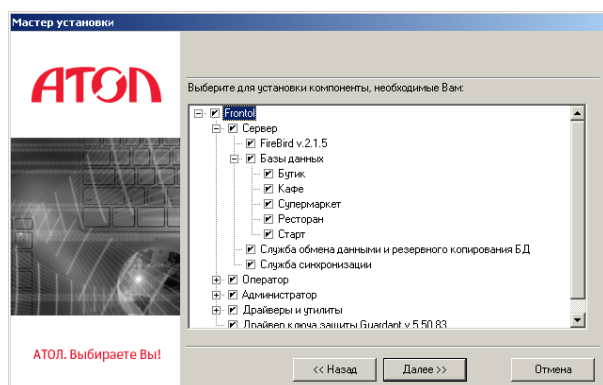 Мастер установки
АТОЛ
Выберите для установки компоненты, необходимые Вам:
Frontol
Сервер
FireBird v.2.1.5
Базы данных
Бутик
Кафе
Супермаркет
Ресторан
Старт
Служба обмена данными и резервного копирования БД
Служба синхронизации
Оператор
Администратор
Драйверы и утилиты
Драйвер ключа защиты Guardant v.5.50.83
АТОЛ. Выбираете Вы!
<< Назад
Далее >>
Отмена